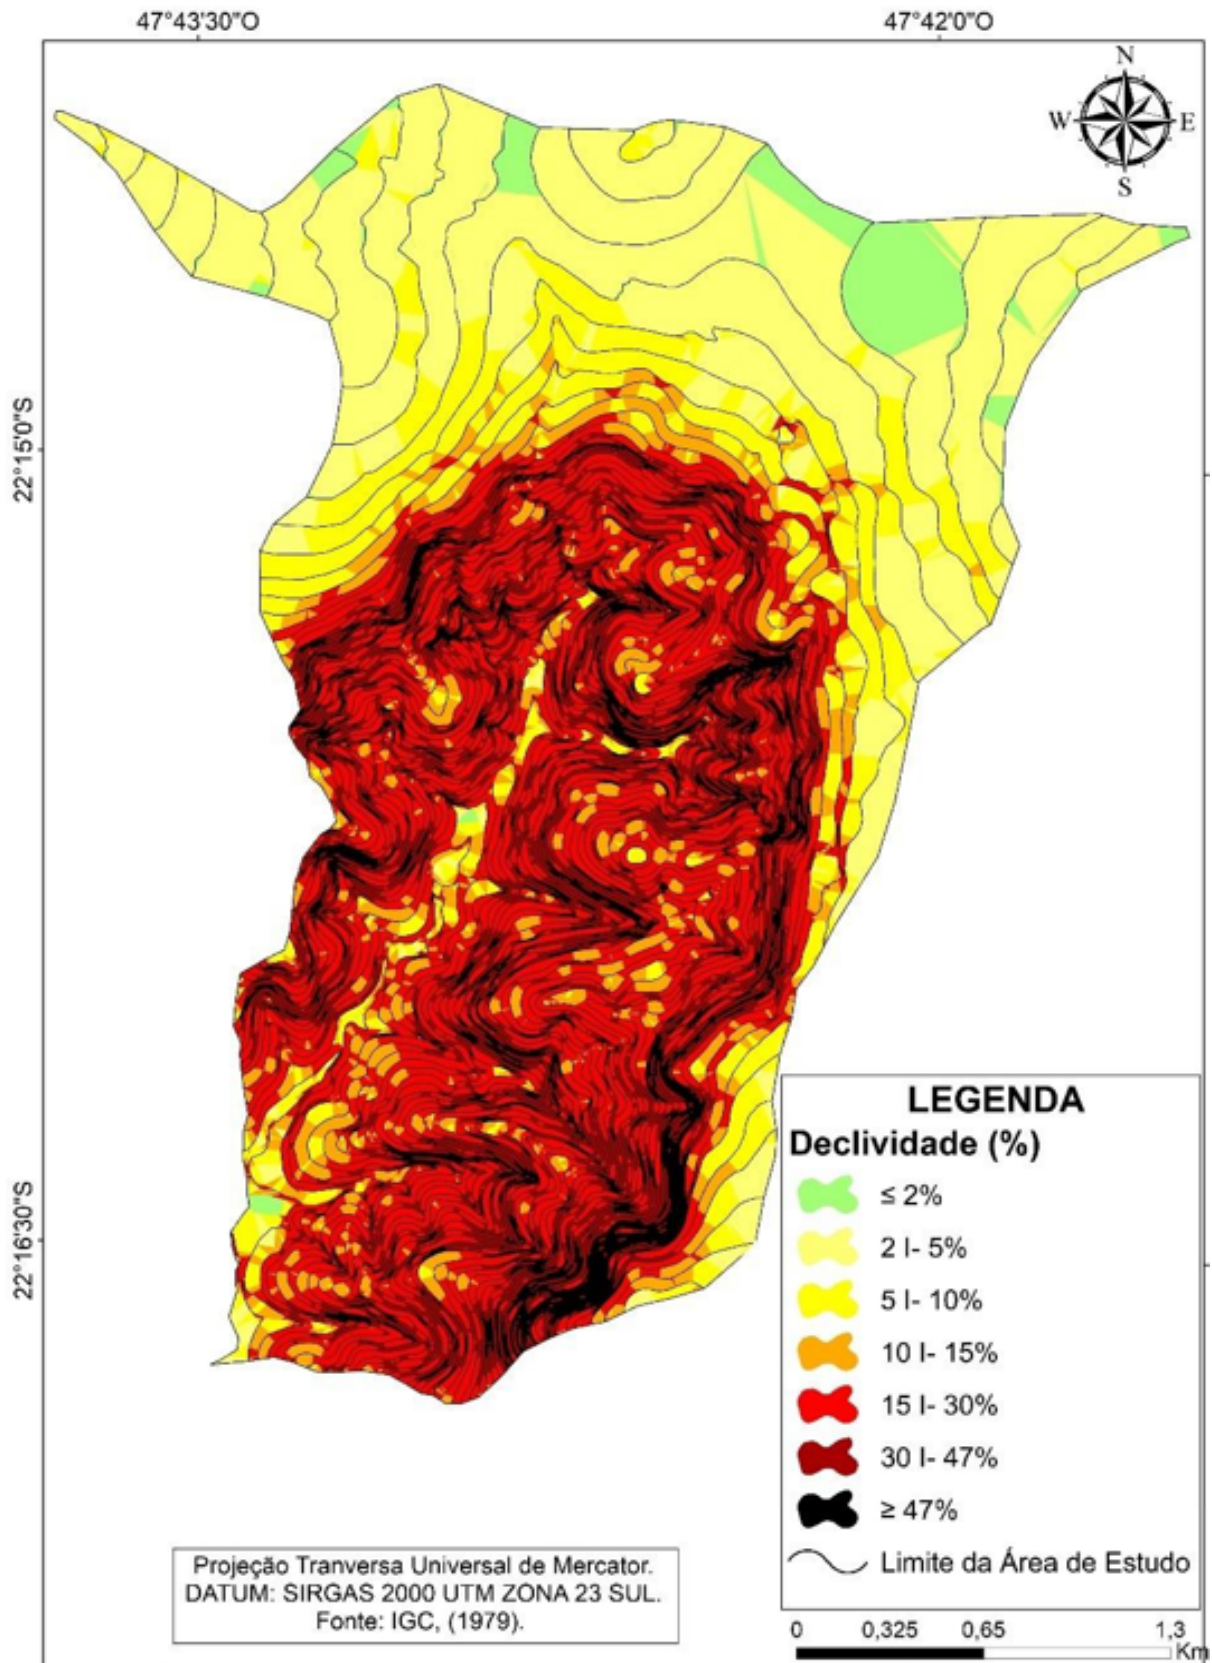 47°43'30"O
47°42'0"O
N
W
E
S
22°15'0"S
22°16'30"S
LEGENDA
Declividade (%)
≤ 2%
2 I- 5%
5 I- 10%
10 I- 15%
15 I- 30%
30 I- 47%
≥ 47%
Limite da Área de Estudo
Projeção Tranversa Universal de Mercator.
DATUM: SIRGAS 2000 UTM ZONA 23 SUL.
Fonte: IGC, (1979).
0 0,325 0,65 1,3
Km